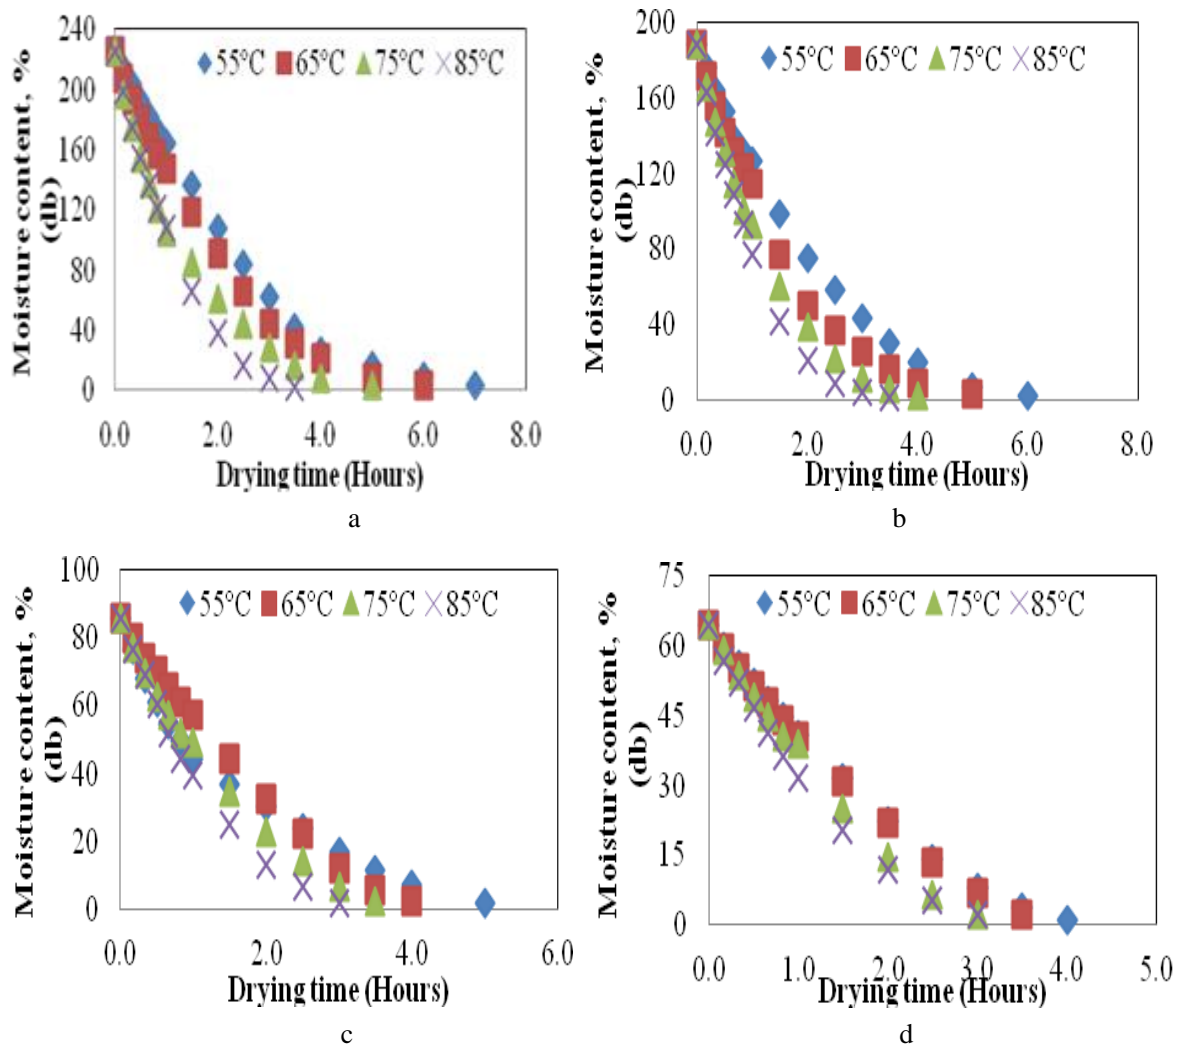 Moisture content, %
(db)
240
200
160
120
80
40
0
55°C 65°C 75°C 85°C
0.0 2.0 4.0 6.0 8.0
Drying time (Hours)
a
Moisture content, %
(db)
200
160
120
80
40
0
55°C 65°C 75°C 85°C
0.0 2.0 4.0 6.0 8.0
Drying time (Hours)
b
Moisture content, %
(db)
100
80
60
40
20
0
55°C 65°C 75°C 85°C
0.0 2.0 4.0 6.0
Drying time (Hours)
c
Moisture content, %
(db)
75
60
45
30
15
0
55°C 65°C 75°C 85°C
0.0 1.0 2.0 3.0 4.0 5.0
Drying time (Hours)
d